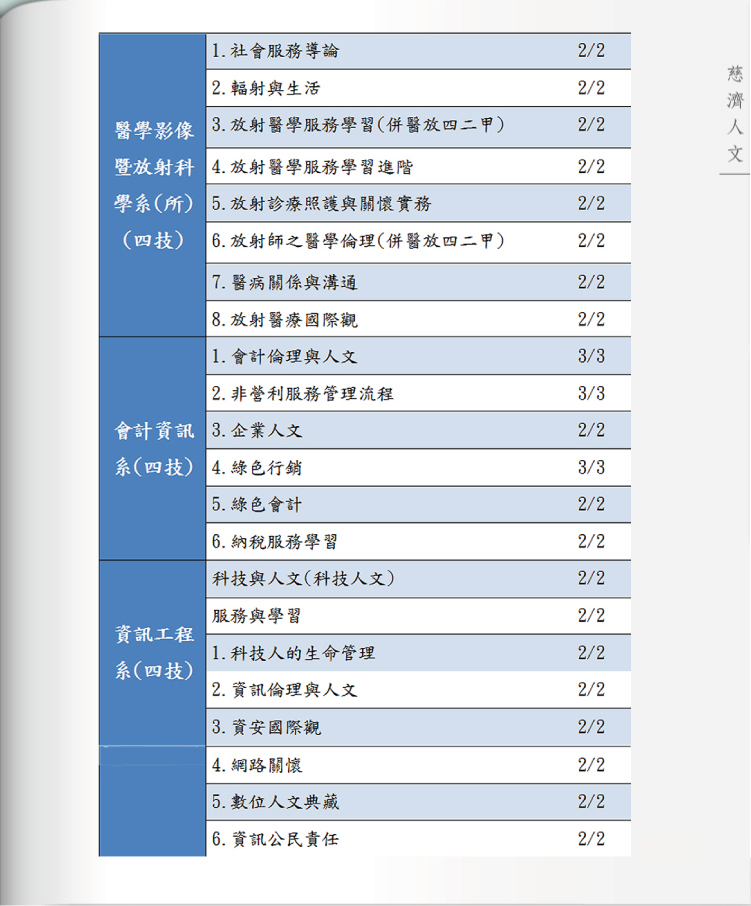 醫學影像
暨放射科
學系(所)
(四技)
1.社會服務導論 2/2
2.輻射與生活 2/2
3.放射醫學服務學習(併醫放四二甲) 2/2
4.放射醫學服務學習進階 2/2
5.放射診療照護與關懷實務 2/2
6.放射師之醫學倫理(併醫放四二甲) 2/2
7.醫病關係與溝通 2/2
8.放射醫療國際觀 2/2
會計資訊
系(四技)
1.會計倫理與人文 3/3
2.非營利服務管理流程 3/3
3.企業人文 2/2
4.綠色行銷 3/3
5.綠色會計 2/2
6.納稅服務學習 2/2
資訊工程
系(四技)
科技與人文(科技人文) 2/2
服務與學習 2/2
1.科技人的生命管理 2/2
2.資訊倫理與人文 2/2
3.資安國際觀 2/2
4.網路關懷 2/2
5.數位人文典藏 2/2
6.資訊公民責任 2/2
慈濟人文